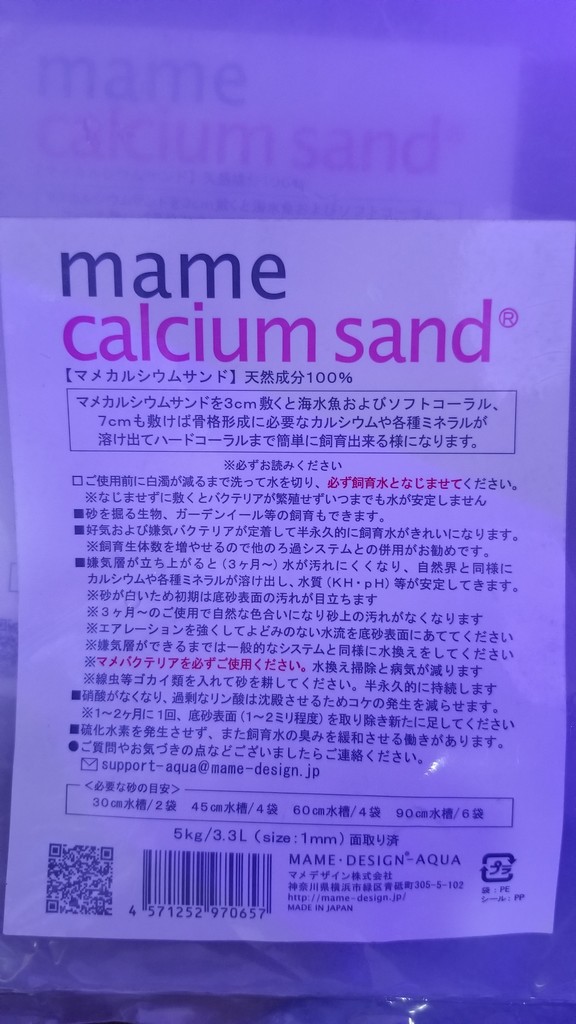 mame
calcium sand
mame
calcium sand®
【マメカルシウムサンド】天然成分100%
マメカルシウムサンドを3cm敷くと海水魚およびソフトコーラル、
7cmも敷けば骨格形成に必要なカルシウムや各種ミネラルが
溶け出てハードコーラルまで簡単に飼育出来る様になります。
※必ずお読みください
□ご使用前に白濁が減るまで洗って水を切り、必ず飼育水となじませてください。
※なじませずに敷くとバクテリアが繁殖せずいつまでも水が安定しません
■砂を掘る生物、ガーデンイール等の飼育もできます。
■好気および嫌気バクテリアが定着して半永久的に飼育水がきれいになります。
※飼育生体数を増やせるので他のろ過システムとの併用がお勧めです。
■嫌気層が立ち上がると(3ヶ月〜)水が汚れにくくなり、自然界と同様に
カルシウムや各種ミネラルが溶け出し、水質(KH・pH)等が安定してきます。
※砂が白いため初期は底砂表面の汚れが目立ちます
※3ヶ月〜のご使用で自然な色合いになり砂上の汚れがなくなります
※エアレーションを強くしてよどみのない水流を底砂表面にあててください
※嫌気層ができるまでは一般的なシステムと同様に水換えをしてください
※マメバクテリアを必ずご使用ください。水換え掃除と病気が減ります
※線虫等ゴカイ類を入れて砂を耕してください。半永久的に持続します
■硝酸がなくなり、過剰なリン酸は沈殿させるためコケの発生を減らせます。
※1〜2ヶ月に1回、底砂表面(1〜2ミリ程度)を取り除き新たに足してください
■硫化水素を発生させず、また飼育水の臭みを緩和させる働きがあります。
●ご質問やお気づきの点などございましたらご連絡ください。
support-aqua@mame-design.jp
<必要な砂の目安>
30cm水槽/2袋 45cm水槽/4袋 60cm水槽/4袋 90cm水槽/6袋
5kg/3.3L(size:1mm)面取り済
MAME・DESIGN®-AQUA
マメデザイン株式会社
神奈川県横浜市緑区青砥町305-5-102
http://mame-design.jp/
MADE IN JAPAN
4 571252 970657
プラ
袋:PE
シール:PP